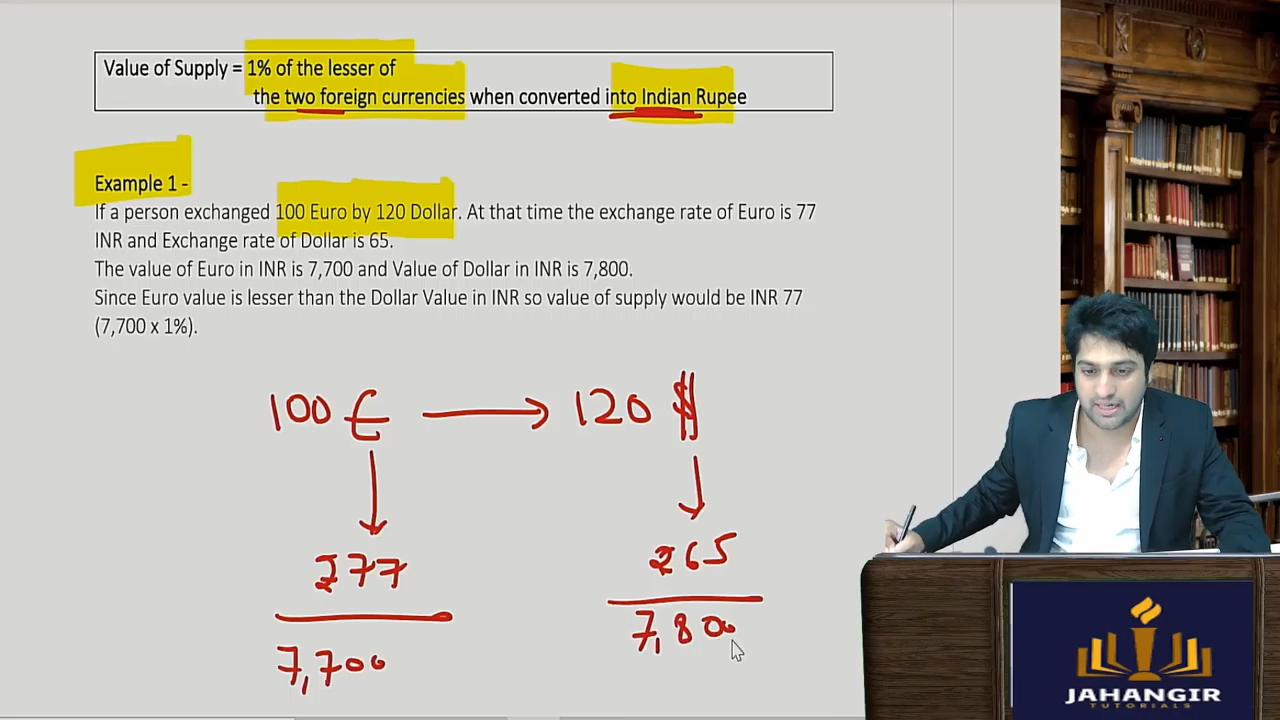 Value of Supply = 1% of the lesser of
the two foreign currencies when converted into Indian Rupee
Example 1 -
If a person exchanged 100 Euro by 120 Dollar. At that time the exchange rate of Euro is 77
INR and Exchange rate of Dollar is 65.
The value of Euro in INR is 7,700 and Value of Dollar in INR is 7,800.
Since Euro value is lesser than the Dollar Value in INR so value of supply would be INR 77
(7,700 x 1%).
100 € → 120 $
₹77 ₹65
7,700 7,800
JAHANGIR
TUTORIALS